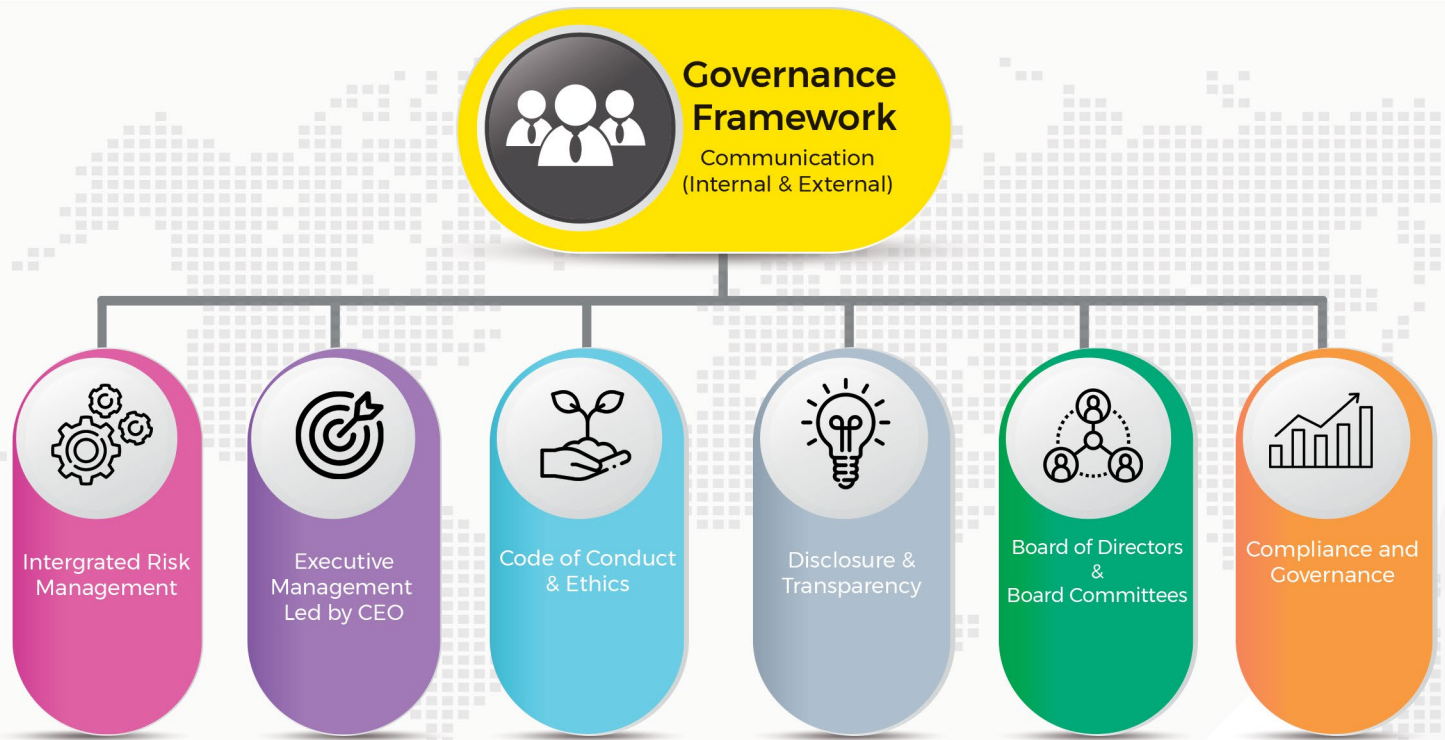 Governance
Framework
Communication
(Internal & External)
Intergrated Risk
Management
Executive
Management
Led by CEO
Code of Conduct
& Ethics
Disclosure &
Transparency
Board of Directors
&
Board Committees
Compliance and
Governance